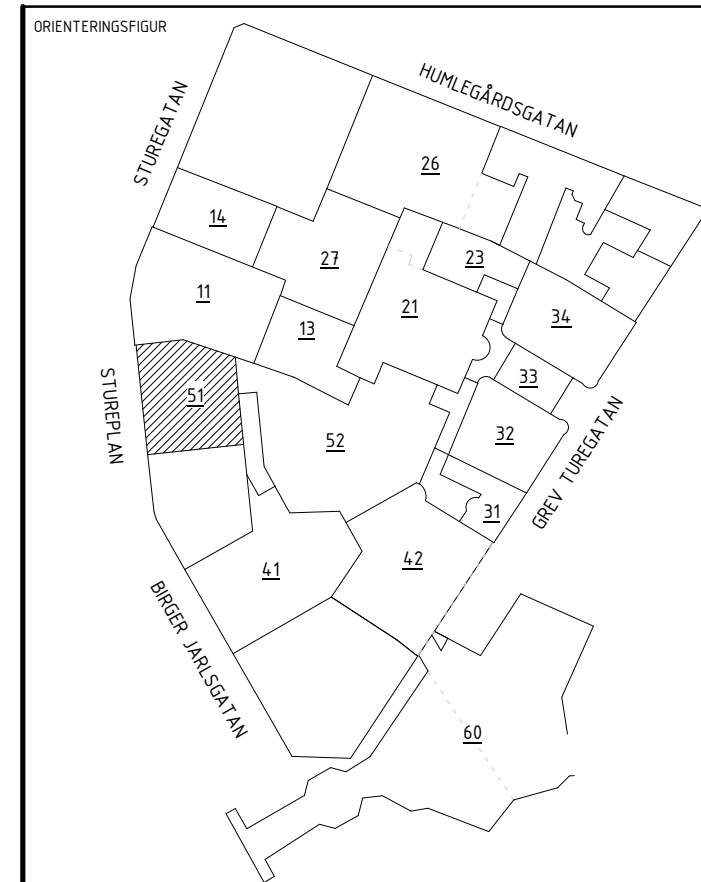 ORIENTERINGSFIGUR
HUMLEGÅRDSGATAN
STUREGATAN
26
14
27
23
11
21
13
34
33
51
STUREPLAN
52
32
GREV TUREGATAN
31
42
41
BIRGER JARLSGATAN
60